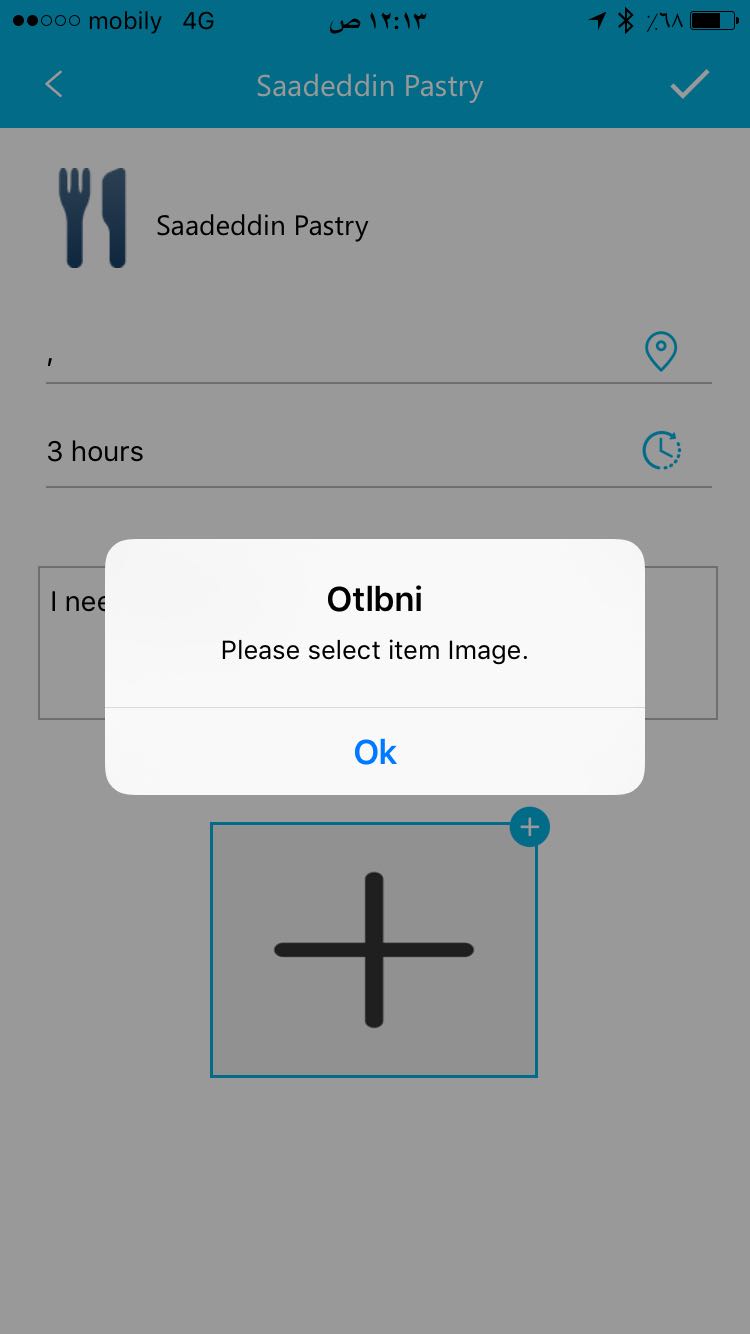 mobily 4G ١٢:١٣ ص ٪٦٨
Saadeddin Pastry
Saadeddin Pastry
,
3 hours
I nee
Otlbni
Please select item Image.
Ok